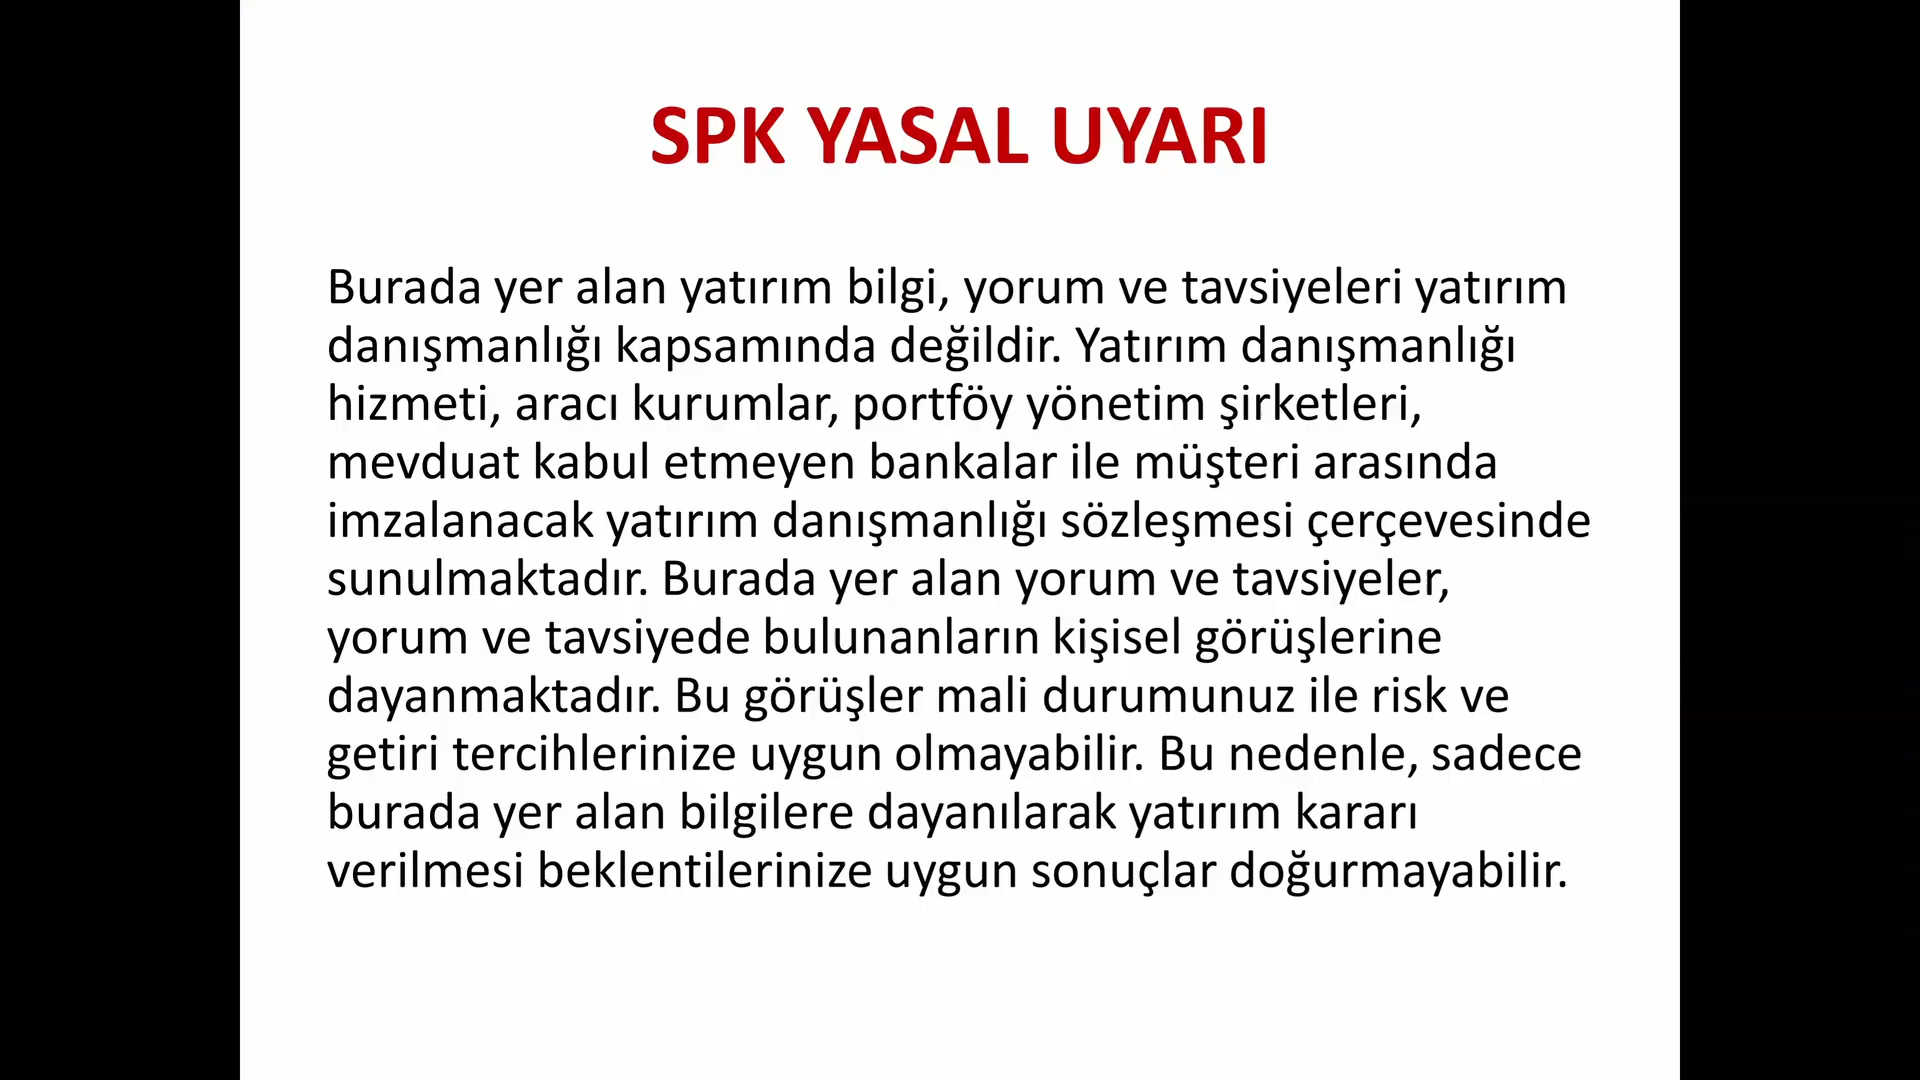 SPK YASAL UYARI
Burada yer alan yatırım bilgi, yorum ve tavsiyeleri yatırım
danışmanlığı kapsamında değildir. Yatırım danışmanlığı
hizmeti, aracı kurumlar, portföy yönetim şirketleri,
mevduat kabul etmeyen bankalar ile müşteri arasında
imzalanacak yatırım danışmanlığı sözleşmesi çerçevesinde
sunulmaktadır. Burada yer alan yorum ve tavsiyeler,
yorum ve tavsiyede bulunanların kişisel görüşlerine
dayanmaktadır. Bu görüşler mali durumunuz ile risk ve
getiri tercihlerinize uygun olmayabilir. Bu nedenle, sadece
burada yer alan bilgilere dayanılarak yatırım kararı
verilmesi beklentilerinize uygun sonuçlar doğurmayabilir.